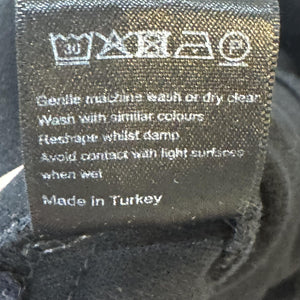 30 P
Gentle machine wash or dry clean
Wash with similar colours
Reshape whilst damp
Avoid contact with light surfaces
when wet
Made in Turkey